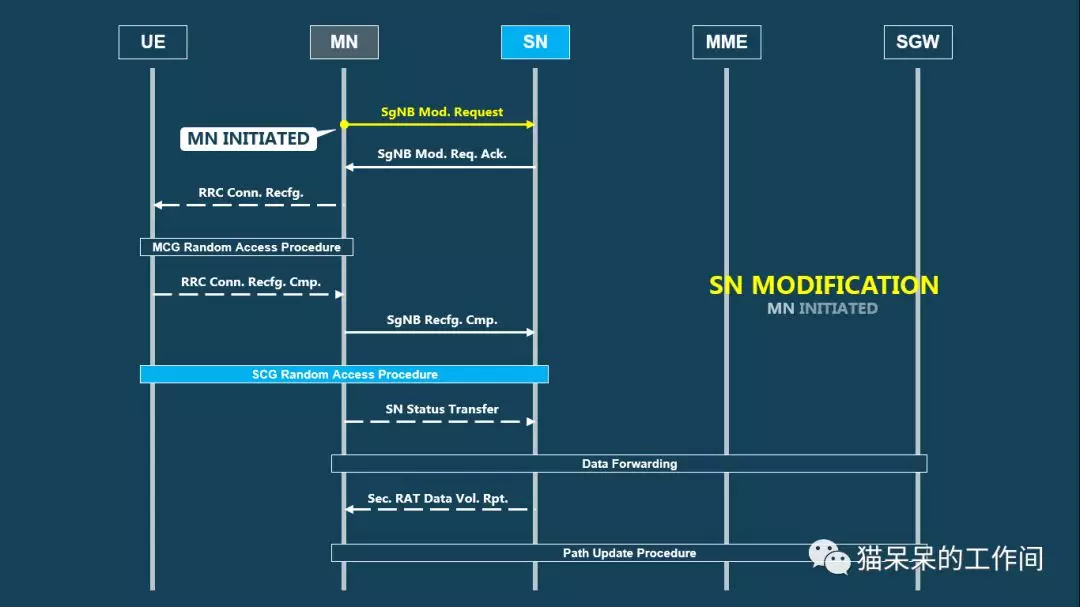 UE
MN
SN
MME
SGW
SgNB Mod. Request
MN INITIATED
SgNB Mod. Req. Ack.
RRC Conn. Recfg.
MCG Random Access Procedure
RRC Conn. Recfg. Cmp.
SN MODIFICATION
MN INITIATED
SgNB Recfg. Cmp.
SCG Random Access Procedure
SN Status Transfer
Data Forwarding
Sec. RAT Data Vol. Rpt.
Path Update Procedure
猫呆呆的工作间